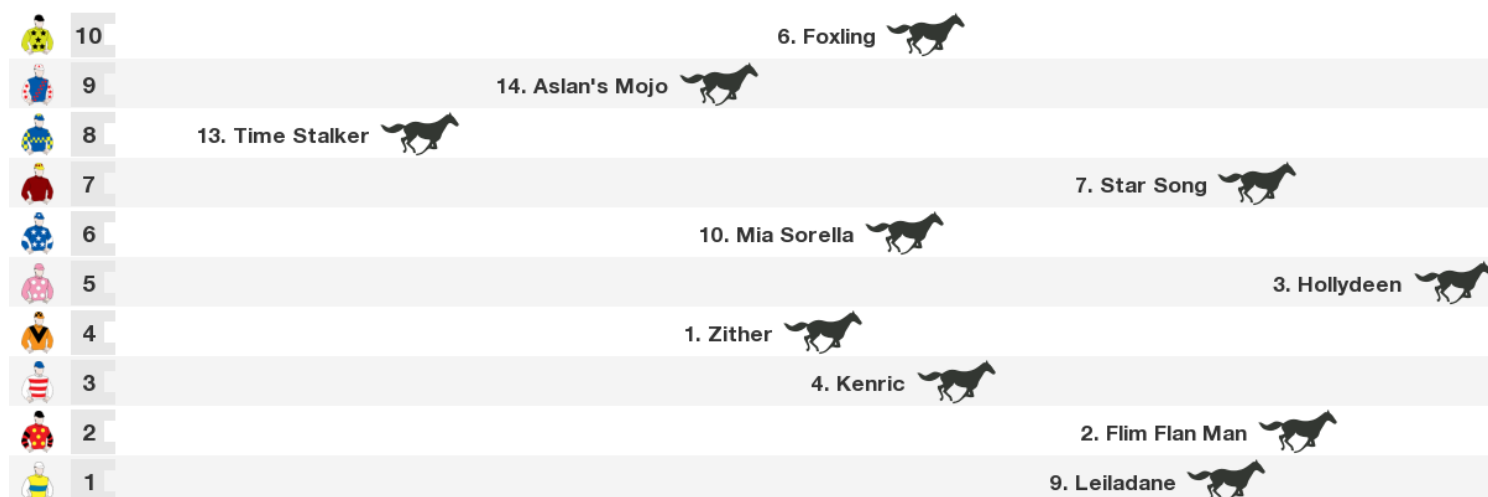 10 6. Foxling
9 14. Aslan's Mojo
8 13. Time Stalker
7 7. Star Song
6 10. Mia Sorella
5 3. Hollydeen
4 1. Zither
3 4. Kenric
2 2. Flim Flan Man
1 9. Leiladane